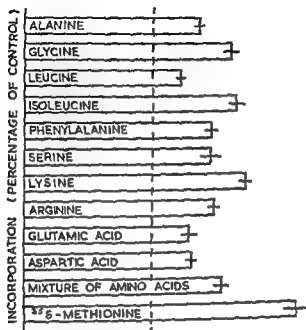 INCORPORATION (PERCENTAGE OF CONTROL)
ALANINE
GLYCINE
LEUCINE
ISOLEUCINE
PHENYLALANINE
SERINE
LYSINE
ARGININE
GLUTAMIC ACID
ASPARTIC ACID
MIXTURE OF AMINO ACIDS
³⁵S-METHIONINE